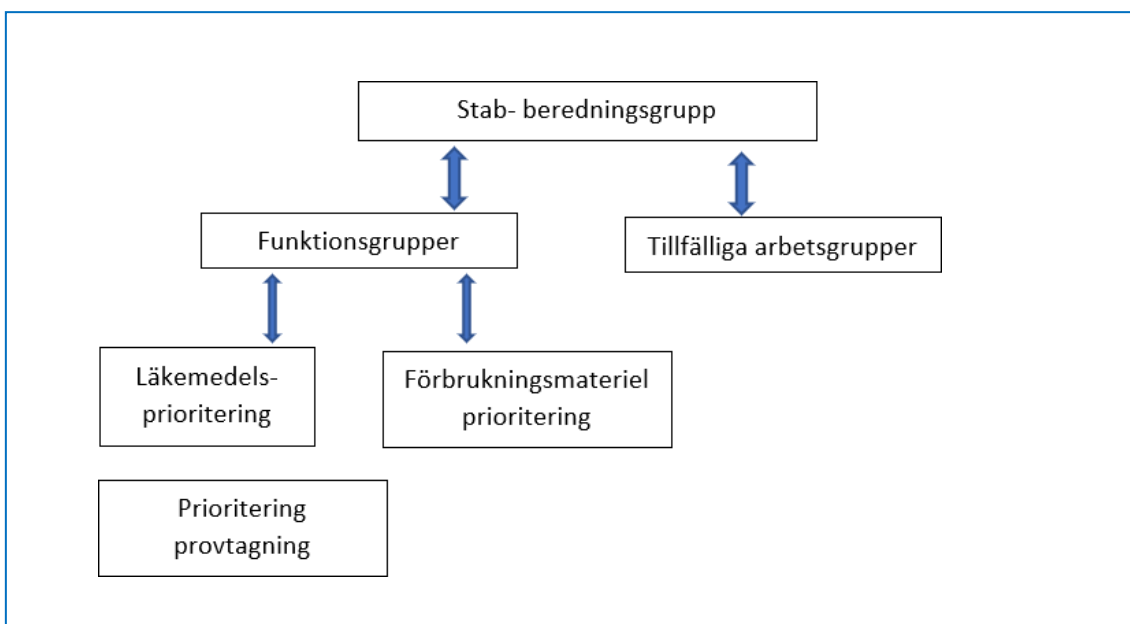 Stab- beredningsgrupp
Funktionsgrupper
Tillfälliga arbetsgrupper
Läkemedels-
prioritering
Förbrukningsmateriel
prioritering
Prioritering
provtagning